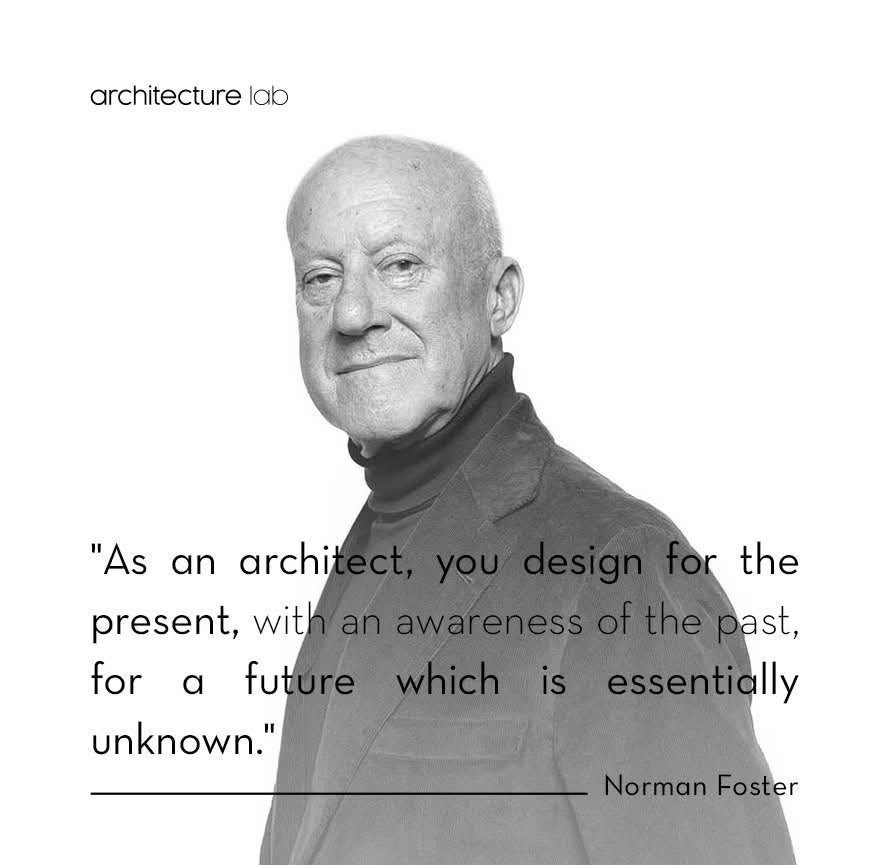 architecture lab
"As an architect, you design for the
present, with an awareness of the past,
for a future which is essentially
unknown."
Norman Foster